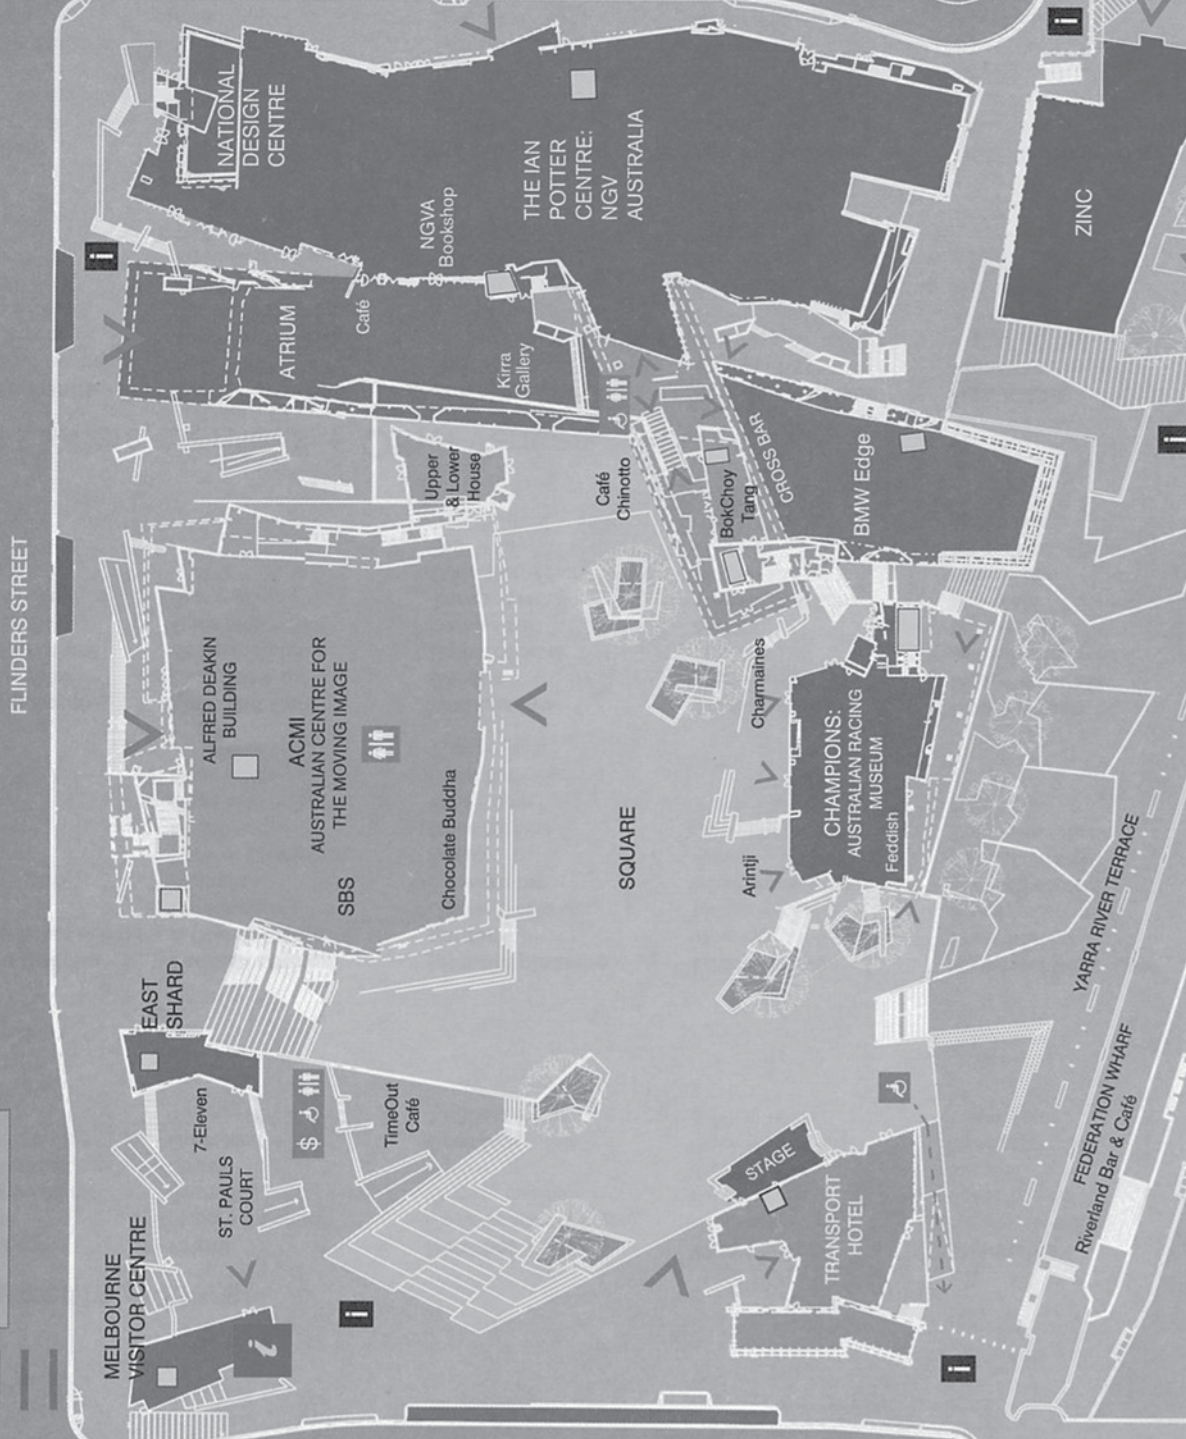 FLINDERS STREET
MELBOURNE
VISITOR CENTRE
i
EAST
SHARD
7-Eleven
ST. PAULS
COURT
$
TimeOut
Café
ALFRED DEAKIN
BUILDING
ACMI
AUSTRALIAN CENTRE FOR
THE MOVING IMAGE
SBS
Chocolate Buddha
Upper
& Lower
House
ATRIUM
Café
Kirra
Gallery
NATIONAL
DESIGN
CENTRE
NGVA
Bookshop
THE IAN
POTTER
CENTRE:
NGV
AUSTRALIA
i
i
SQUARE
Café
Chinotto
BokChoy
Tang
CROSS BAR
BMW Edge
ZINC
i
i
Arintji
Charmaines
CHAMPIONS:
AUSTRALIAN RACING
MUSEUM
Feddish
STAGE
TRANSPORT
HOTEL
i
i
YARRA RIVER TERRACE
FEDERATION WHARF
Riverland Bar & Café